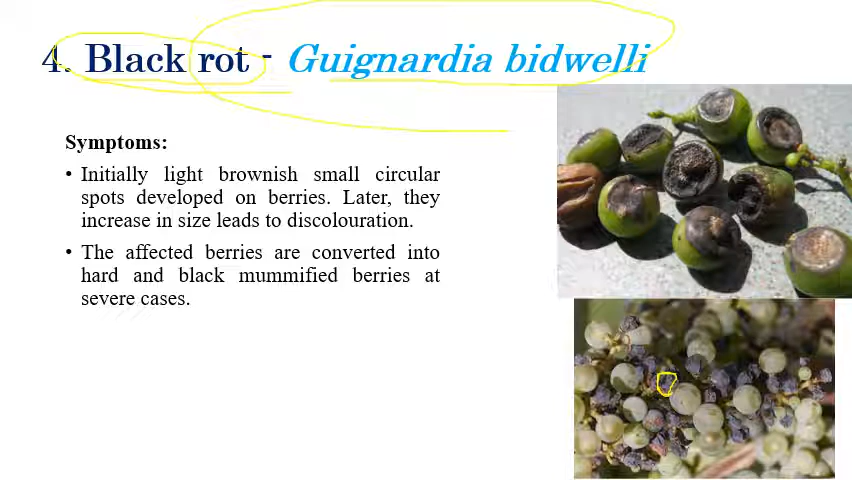 4. Black rot - Guignardia bidwelli
Symptoms:
• Initially light brownish small circular
spots developed on berries. Later, they
increase in size leads to discolouration.
• The affected berries are converted into
hard and black mummified berries at
severe cases.